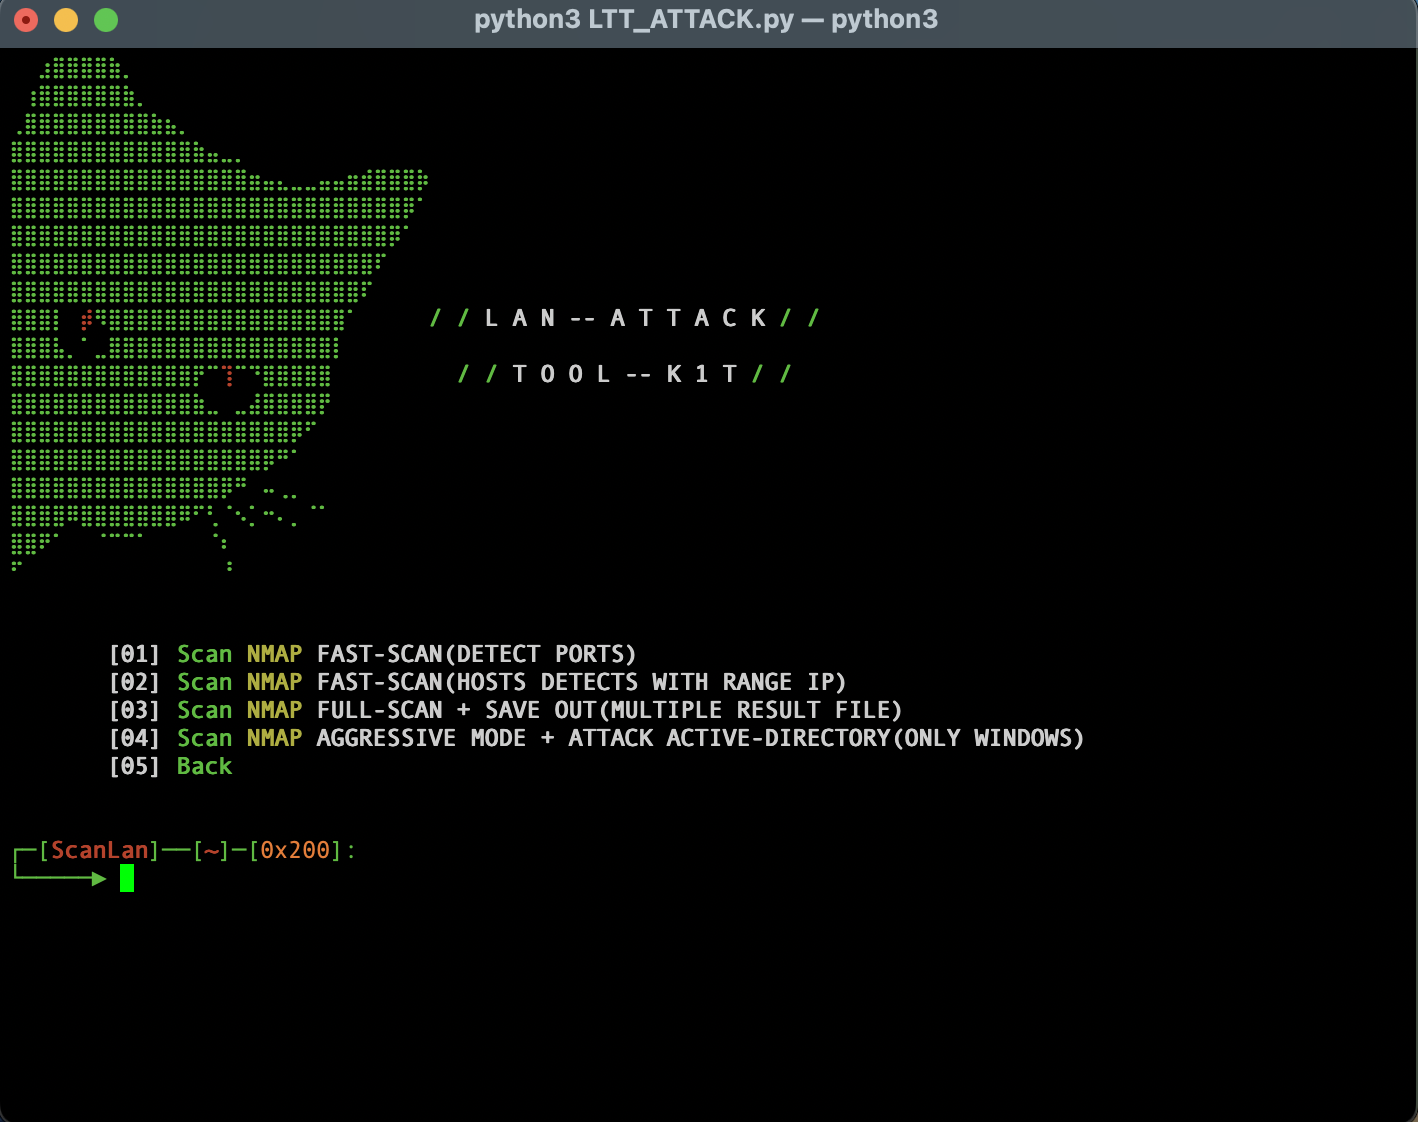 python3 LTT_ATTACK.py — python3
/ / L A N -- A T T A C K / /
/ / T O O L -- K 1 T / /
[01] Scan NMAP FAST-SCAN(DETECT PORTS)
[02] Scan NMAP FAST-SCAN(HOSTS DETECTS WITH RANGE IP)
[03] Scan NMAP FULL-SCAN + SAVE OUT(MULTIPLE RESULT FILE)
[04] Scan NMAP AGGRESSIVE MODE + ATTACK ACTIVE-DIRECTORY(ONLY WINDOWS)
[05] Back
┌─[ScanLan]──[~]─[0x200]:
└─────►